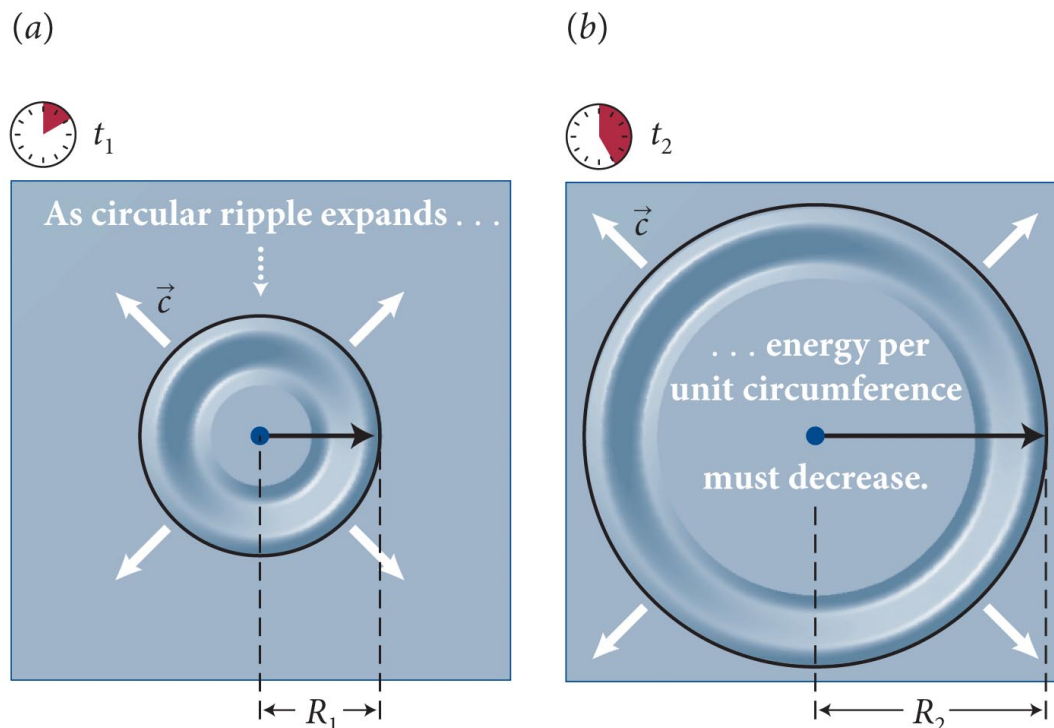 (a)
t₁
As circular ripple expands . . .
c⃗
R₁
(b)
t₂
c⃗
. . . energy per
unit circumference
must decrease.
R₂